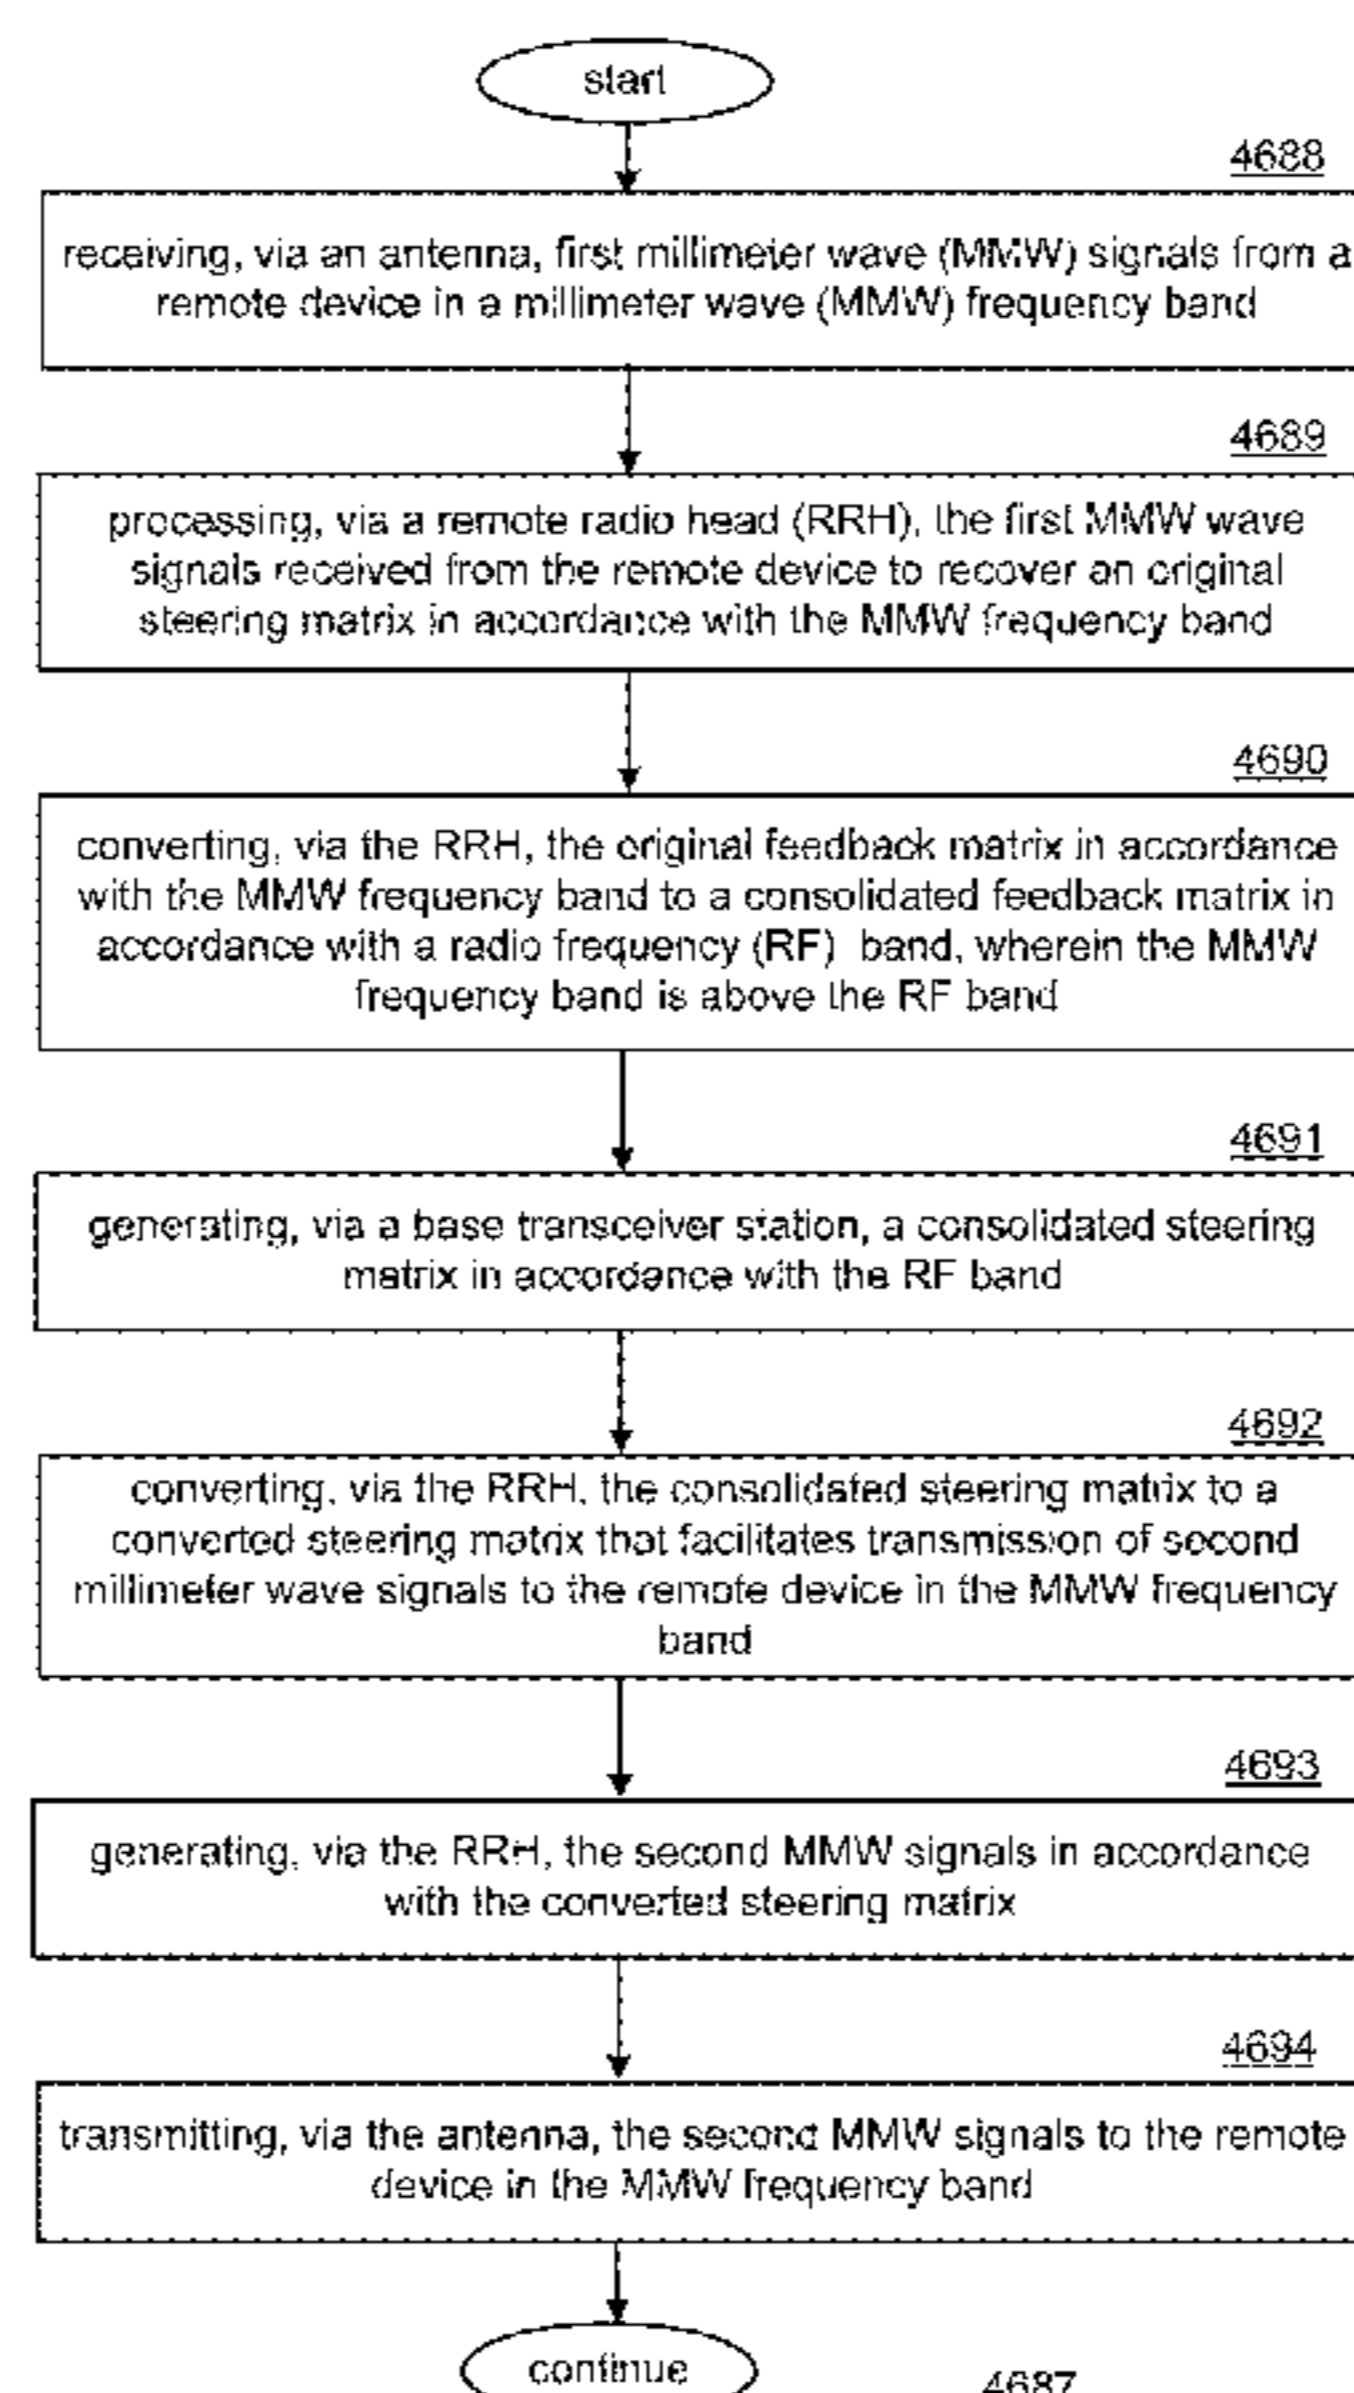 start
4688
receiving, via an antenna, first millimeter wave (MMW) signals from a
remote device in a millimeter wave (MMW) frequency band
4689
processing, via a remote radio head (RRH), the first MMW wave
signals received from the remote device to recover an original
steering matrix in accordance with the MMW frequency band
4690
converting, via the RRH, the original feedback matrix in accordance
with the MMW frequency band to a consolidated feedback matrix in
accordance with a radio frequency (RF) band, wherein the MMW
frequency band is above the RF band
4691
generating, via a base transceiver station, a consolidated steering
matrix in accordance with the RF band
4692
converting, via the RRH, the consolidated steering matrix to a
converted steering matrix that facilitates transmission of second
millimeter wave signals to the remote device in the MMW frequency
band
4693
generating, via the RRH, the second MMW signals in accordance
with the converted steering matrix
4694
transmitting, via the antenna, the second MMW signals to the remote
device in the MMW frequency band
continue
4687